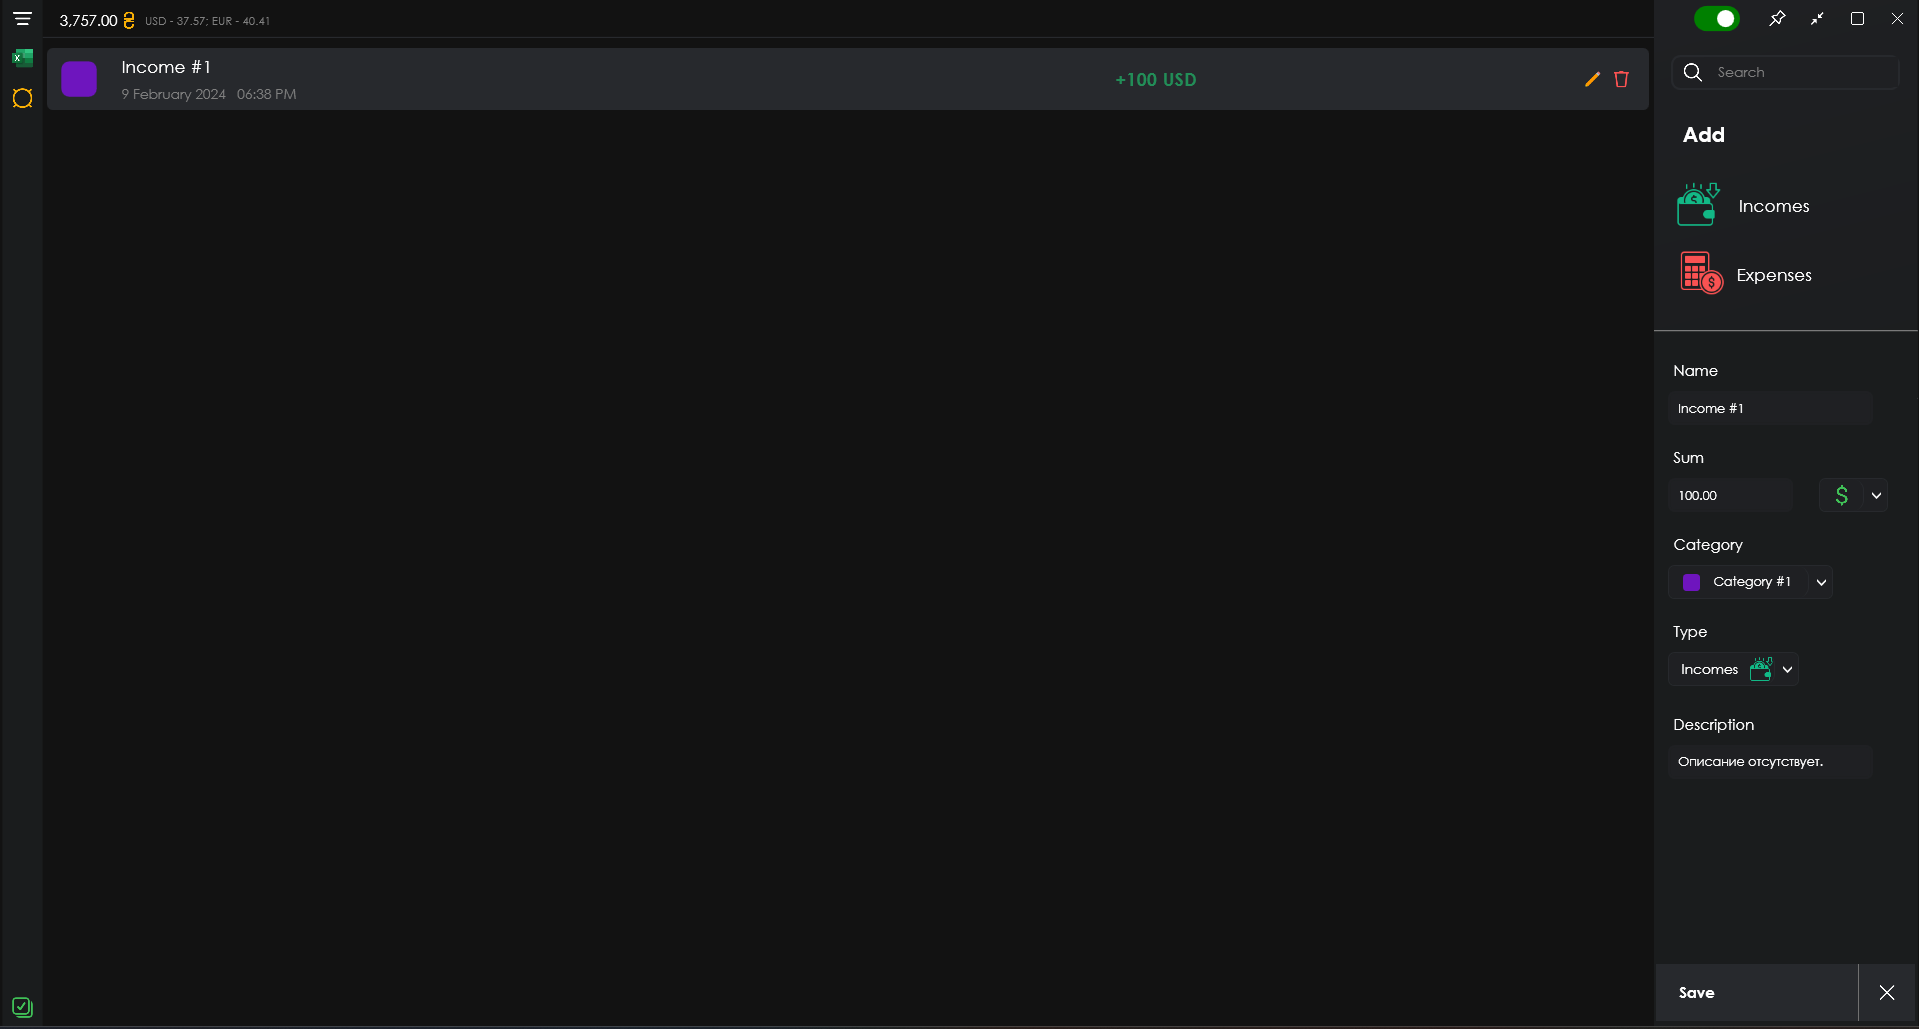 3,757.00 ₴ USD - 37.57; EUR - 40.41
Income #1
9 February 2024 06:38 PM
+100 USD
Search
Add
Incomes
Expenses
Name
Income #1
Sum
100.00 $
Category
Category #1
Type
Incomes
Description
Описание отсутствует.
Save